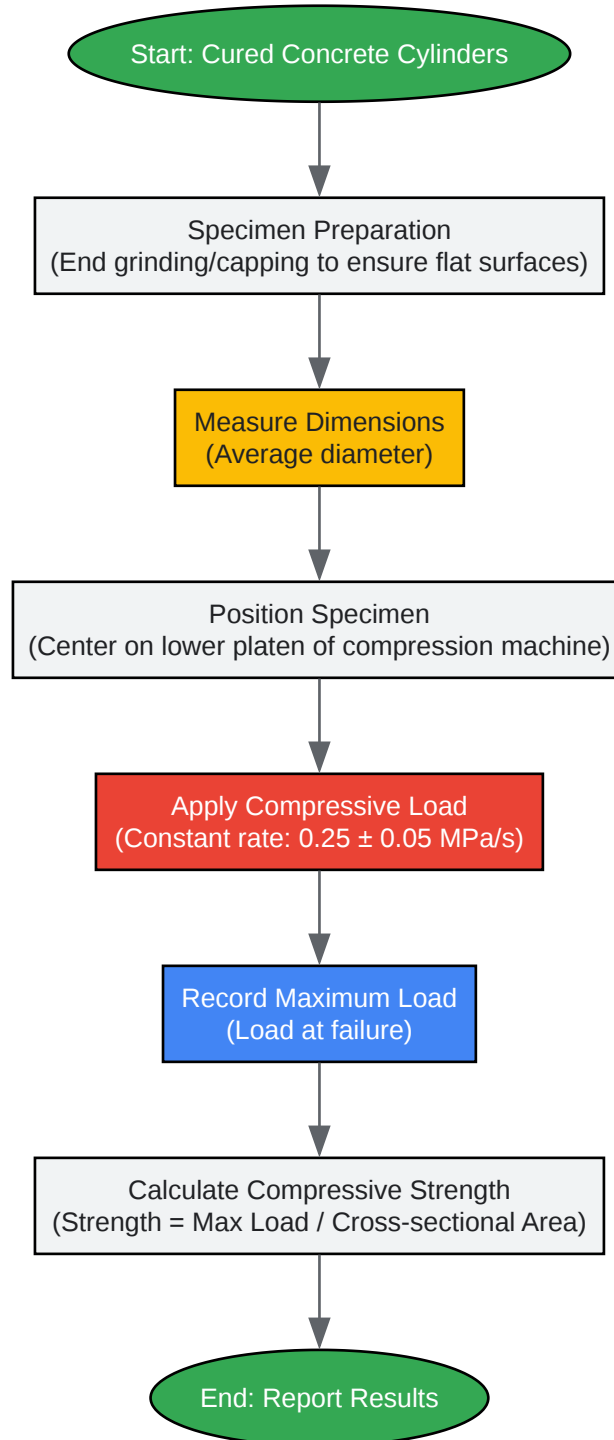 Start: Cured Concrete Cylinders
Specimen Preparation
(End grinding/capping to ensure flat surfaces)
Measure Dimensions
(Average diameter)
Position Specimen
(Center on lower platen of compression machine)
Apply Compressive Load
(Constant rate: 0.25 ± 0.05 MPa/s)
Record Maximum Load
(Load at failure)
Calculate Compressive Strength
(Strength = Max Load / Cross-sectional Area)
End: Report Results